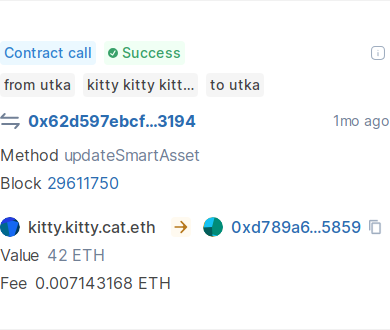 Contract call Success
from utka kitty kitty kitt... to utka
0x62d597ebcf...3194 1mo ago
Method updateSmartAsset
Block 29611750
kitty.kitty.cat.eth → 0xd789a6...5859
Value 42 ETH
Fee 0.007143168 ETH